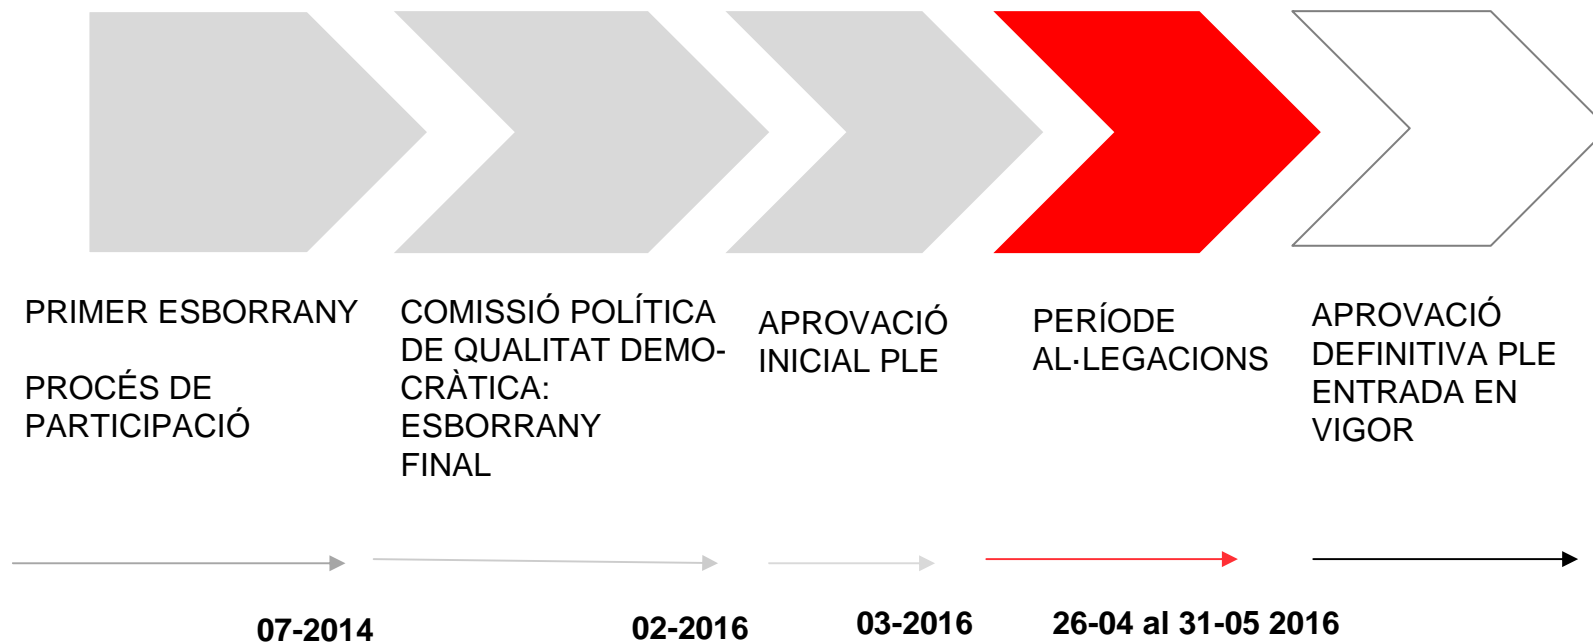 PRIMER ESBORRANY
PROCÉS DE
PARTICIPACIÓ
COMISSIÓ POLÍTICA
DE QUALITAT DEMO-
CRÀTICA:
ESBORRANY
FINAL
APROVACIÓ
INICIAL PLE
PERÍODE
AL·LEGACIONS
APROVACIÓ
DEFINITIVA PLE
ENTRADA EN
VIGOR
07-2014
02-2016
03-2016
26-04 al 31-05 2016